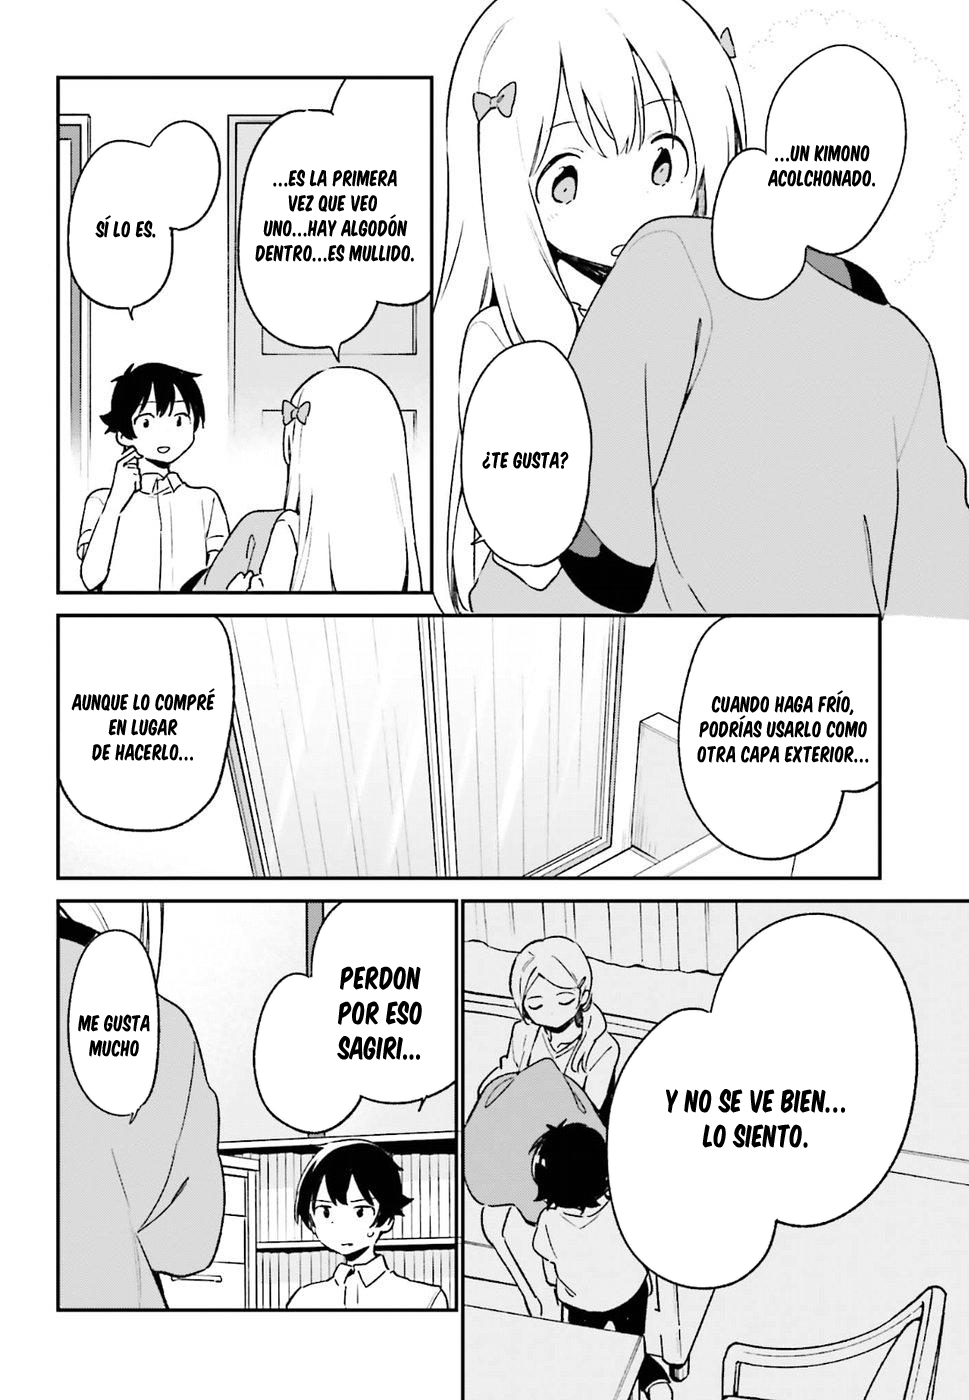 ...UN KIMONO
ACOLCHONADO.
¿TE GUSTA?
...ES LA PRIMERA
VEZ QUE VEO
UNO...HAY ALGODÓN
DENTRO...ES MULLIDO.
SÍ LO ES.
CUANDO HAGA FRÍO,
PODRÍAS USARLO COMO
OTRA CAPA EXTERIOR...
AUNQUE LO COMPRÉ
EN LUGAR
DE HACERLO...
Y NO SE VE BIEN...
LO SIENTO.
PERDON
POR ESO
SAGIRI...
ME GUSTA
MUCHO